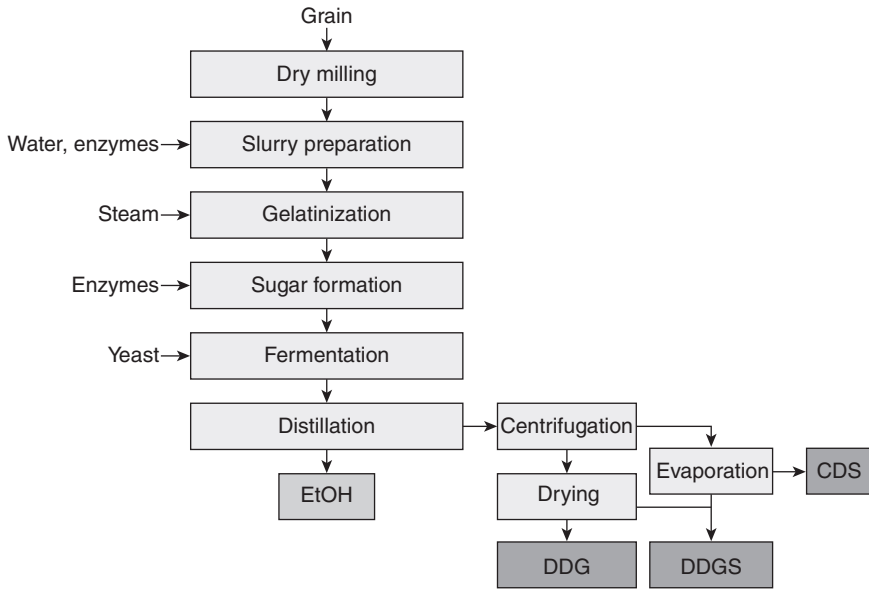 Grain
Dry milling
Water, enzymes
Slurry preparation
Steam
Gelatinization
Enzymes
Sugar formation
Yeast
Fermentation
Distillation
Centrifugation
Evaporation
CDS
EtOH
Drying
DDG
DDGS